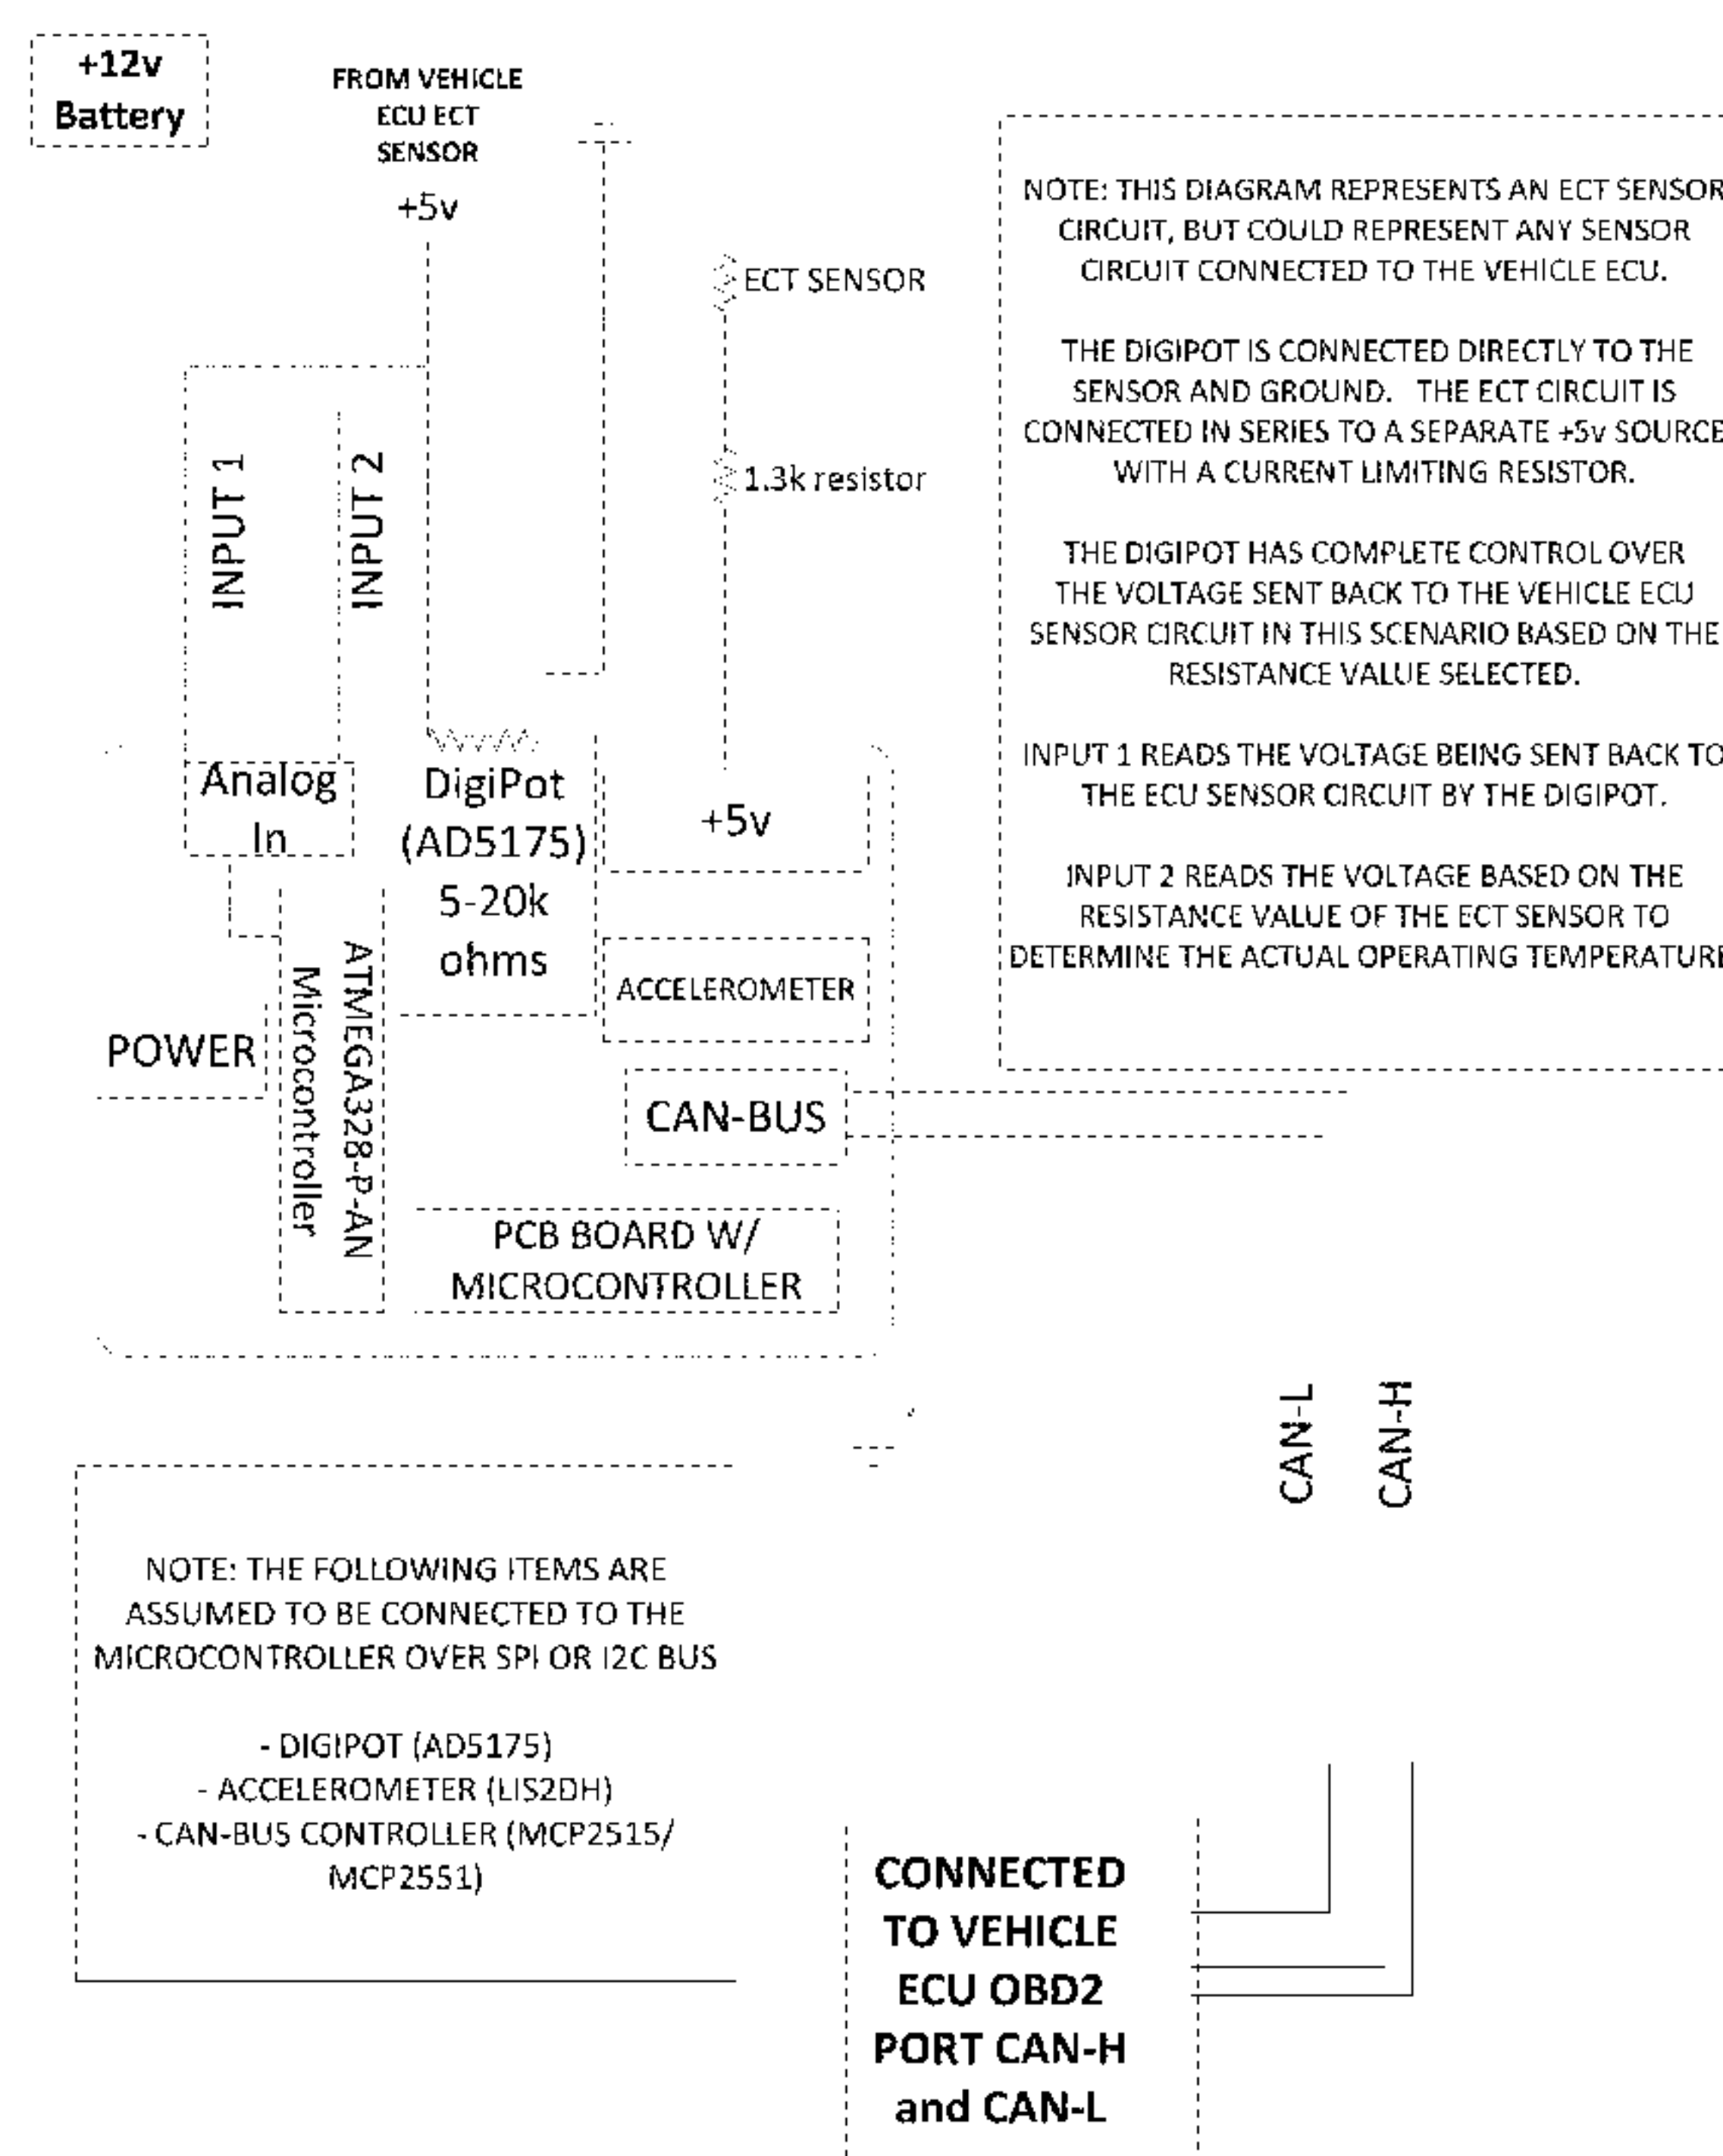 +12v
Battery
FROM VEHICLE
ECU ECT
SENSOR
+5v
ECT SENSOR
1.3k resistor
INPUT 1
INPUT 2
NOTE: THIS DIAGRAM REPRESENTS AN ECT SENSOR
CIRCUIT, BUT COULD REPRESENT ANY SENSOR
CIRCUIT CONNECTED TO THE VEHICLE ECU.
THE DIGIPOT IS CONNECTED DIRECTLY TO THE
SENSOR AND GROUND. THE ECT CIRCUIT IS
CONNECTED IN SERIES TO A SEPARATE +5v SOURCE
WITH A CURRENT LIMITING RESISTOR.
THE DIGIPOT HAS COMPLETE CONTROL OVER
THE VOLTAGE SENT BACK TO THE VEHICLE ECU
SENSOR CIRCUIT IN THIS SCENARIO BASED ON THE
RESISTANCE VALUE SELECTED.
INPUT 1 READS THE VOLTAGE BEING SENT BACK TO
THE ECU SENSOR CIRCUIT BY THE DIGIPOT.
INPUT 2 READS THE VOLTAGE BASED ON THE
RESISTANCE VALUE OF THE ECT SENSOR TO
DETERMINE THE ACTUAL OPERATING TEMPERATURE
Analog
In
DigiPot
(AD5175)
5-20k
ohms
+5v
ACCELEROMETER
POWER
ATMEGA328-P-AN
Microcontroller
CAN-BUS
PCB BOARD W/
MICROCONTROLLER
CAN-L
CAN-H
NOTE: THE FOLLOWING ITEMS ARE
ASSUMED TO BE CONNECTED TO THE
MICROCONTROLLER OVER SPI OR I2C BUS
- DIGIPOT (AD5175)
- ACCELEROMETER (LIS2DH)
- CAN-BUS CONTROLLER (MCP2515/
MCP2551)
CONNECTED
TO VEHICLE
ECU OBD2
PORT CAN-H
and CAN-L